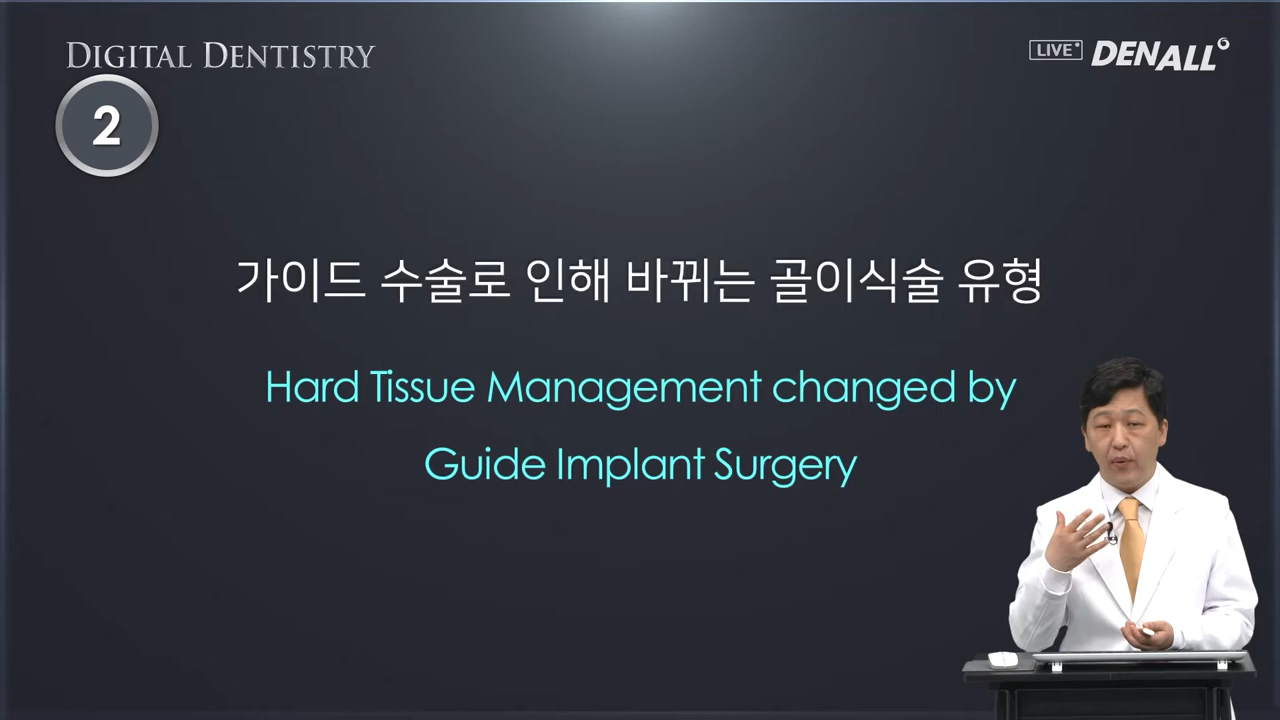 DIGITAL DENTISTRY
LIVE DENALL
2
가이드 수술로 인해 바뀌는 골이식술 유형
Hard Tissue Management changed by
Guide Implant Surgery